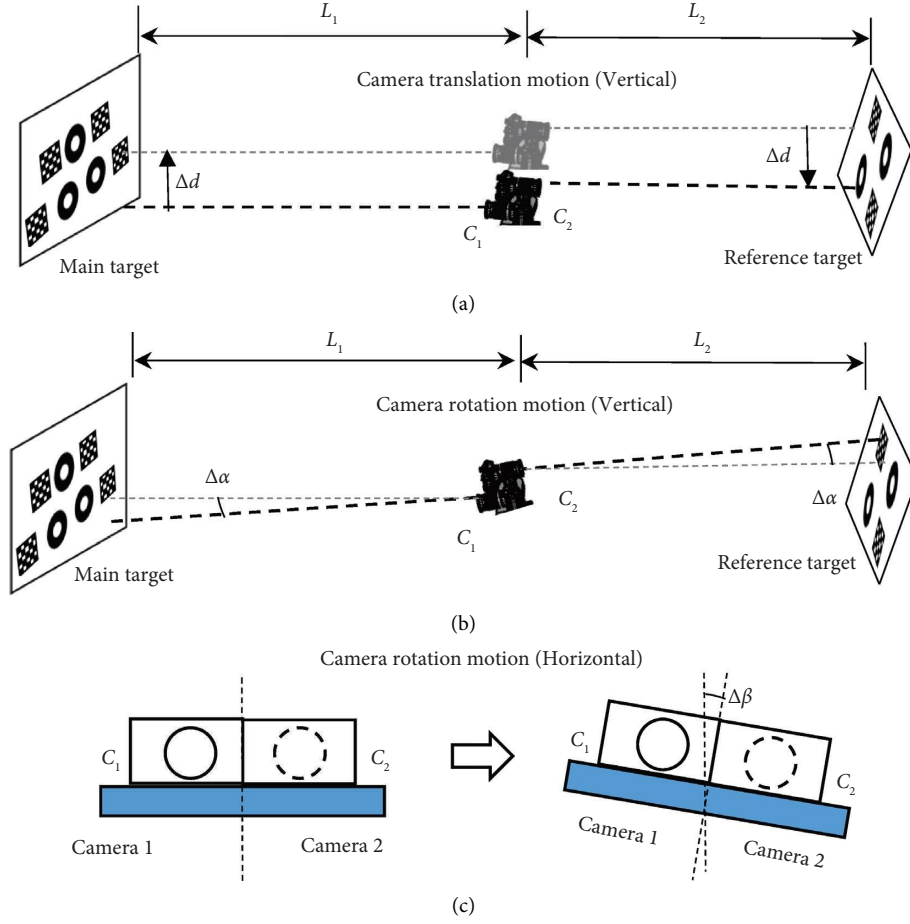 L₁
L₂
Camera translation motion (Vertical)
Δd
Δd
C₁
C₂
Main target
Reference target
(a)
L₁
L₂
Camera rotation motion (Vertical)
Δα
C₂
Δα
C₁
Main target
Reference target
(b)
Camera rotation motion (Horizontal)
Δβ
C₁
C₂
C₁
C₂
Camera 1
Camera 2
Camera 1
Camera 2
(c)